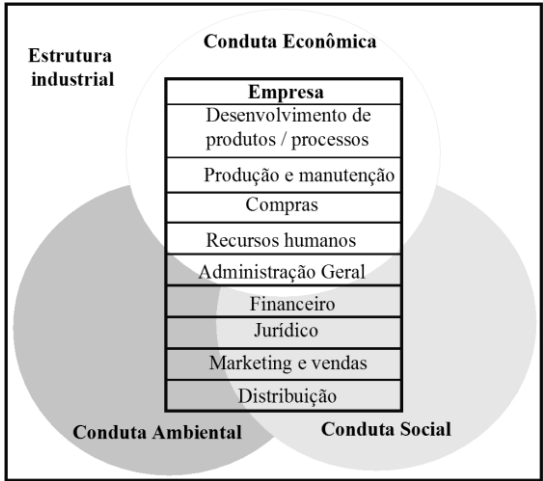 Conduta Econômica
Estrutura
industrial
Empresa
Desenvolvimento de
produtos / processos
Produção e manutenção
Compras
Recursos humanos
Administração Geral
Financeiro
Jurídico
Marketing e vendas
Distribuição
Conduta Ambiental
Conduta Social